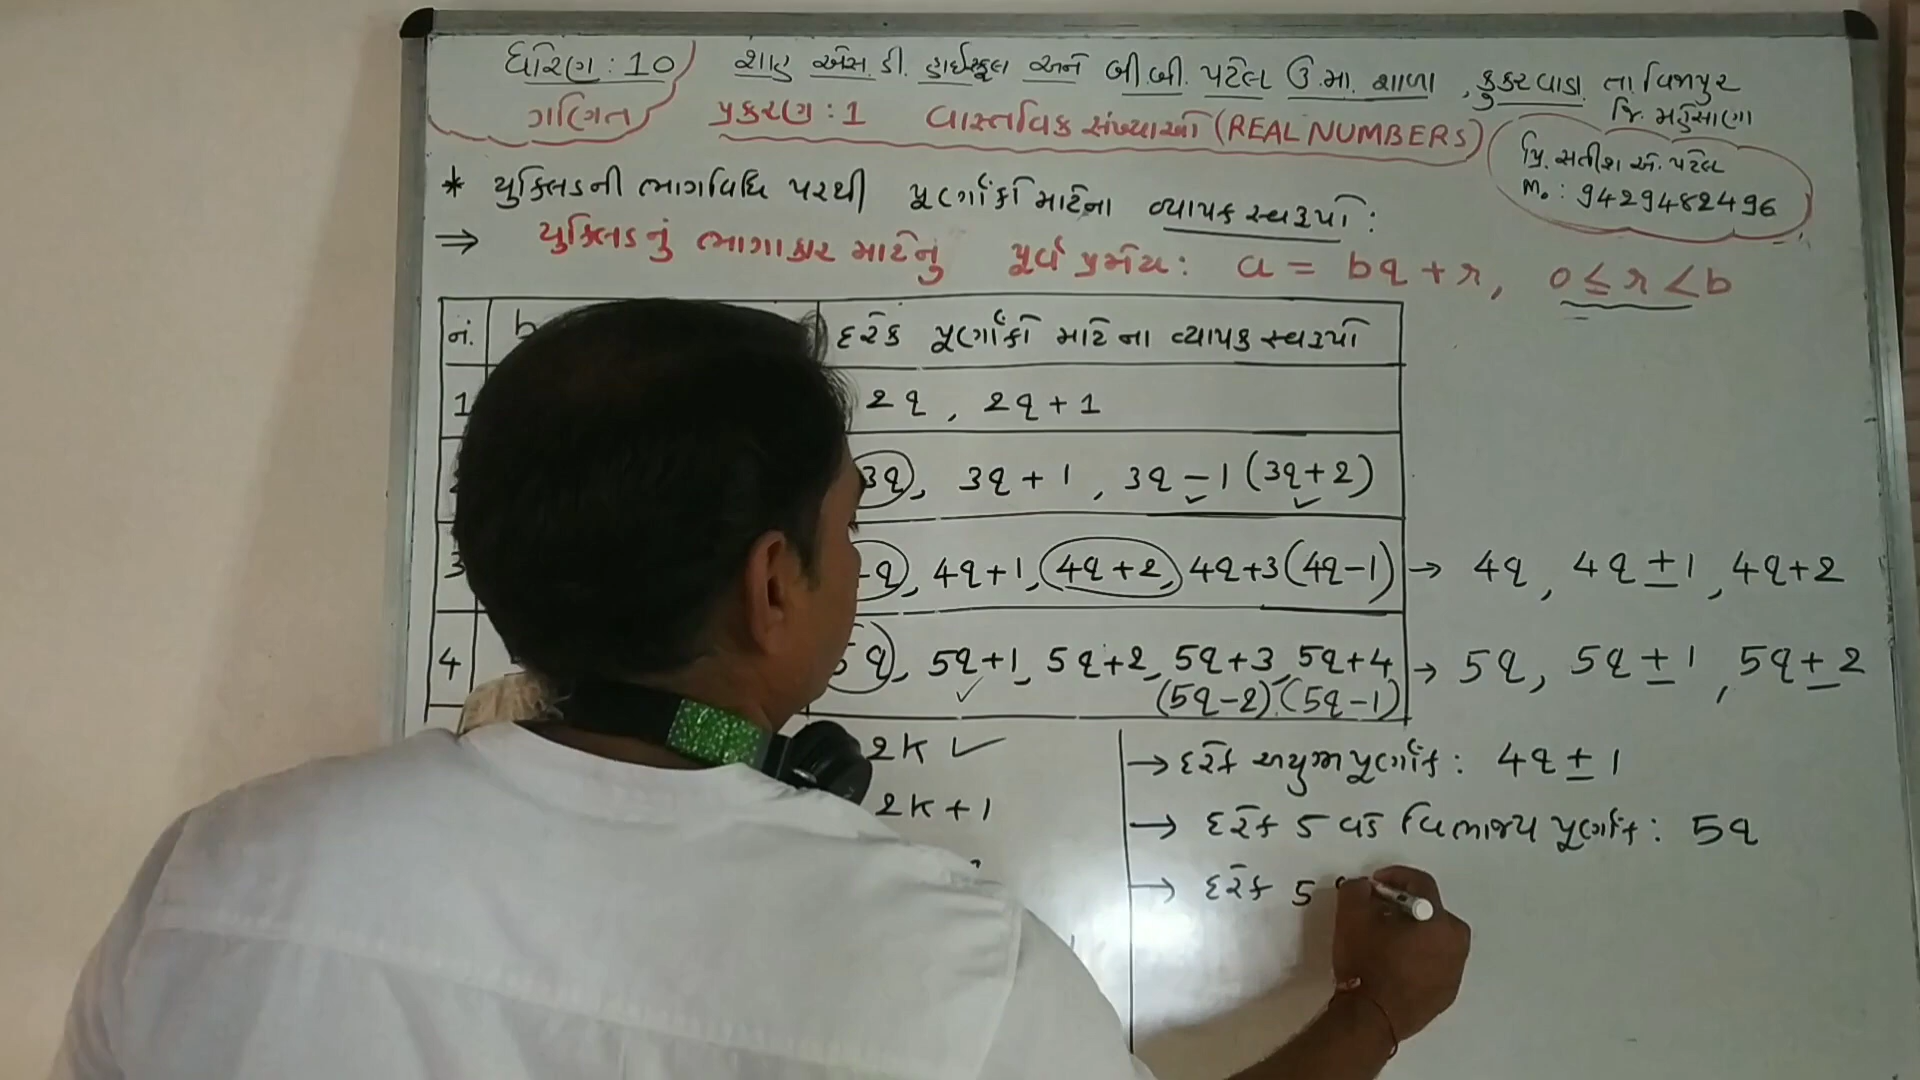 ધોરણ : 10 શાહ એસ.ડી. હાઈસ્કૂલ અને બી.બી. પટેલ ઉ.મા. શાળા , કુકરવાડા તા. વિજાપુર
જિ. મહેસાણા
ગણિત પ્રકરણ : 1 વાસ્તવિક સંખ્યાઓ (REAL NUMBERS)
પ્રિ. સતીશ એ. પટેલ
મો. : 9429482496
* યુક્લિડની ભાગવિધિ પરથી પૂર્ણાંકો માટેના વ્યાપક સ્વરૂપો :
⇒ યુક્લિડનું ભાગાકાર માટેનું પૂર્વ પ્રમેય : a = bq + r, 0 ≤ r < b
નં. b દરેક પૂર્ણાંકો માટેના વ્યાપક સ્વરૂપો
1 2q , 2q + 1
3q, 3q + 1 , 3q - 1 (3q + 2)
3 q, 4q+1, 4q+2, 4q+3(4q-1) → 4q, 4q ± 1, 4q+2
4 5q, 5q+1, 5q+2, 5q+3, 5q+4 → 5q, 5q ± 1, 5q ± 2
(5q-2), (5q-1)
2k ✓
2k + 1
→ દરેક અયુગ્મ પૂર્ણાંક : 4q ± 1
→ દરેક 5 વડે વિભાજ્ય પૂર્ણાંક : 5q
→ દરેક 5